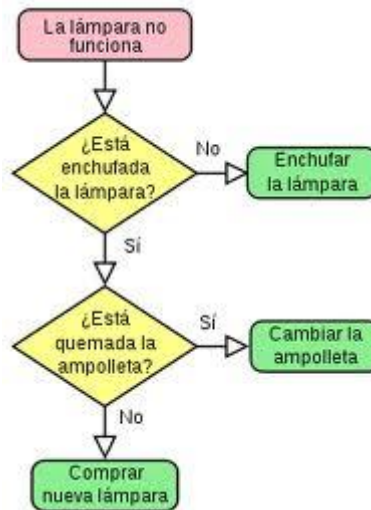 La lámpara no
funciona
¿Está
enchufada
la lámpara?
No
Enchufar
la lámpara
Sí
¿Está
quemada la
ampolleta?
Sí
Cambiar la
ampolleta
No
Comprar
nueva lámpara